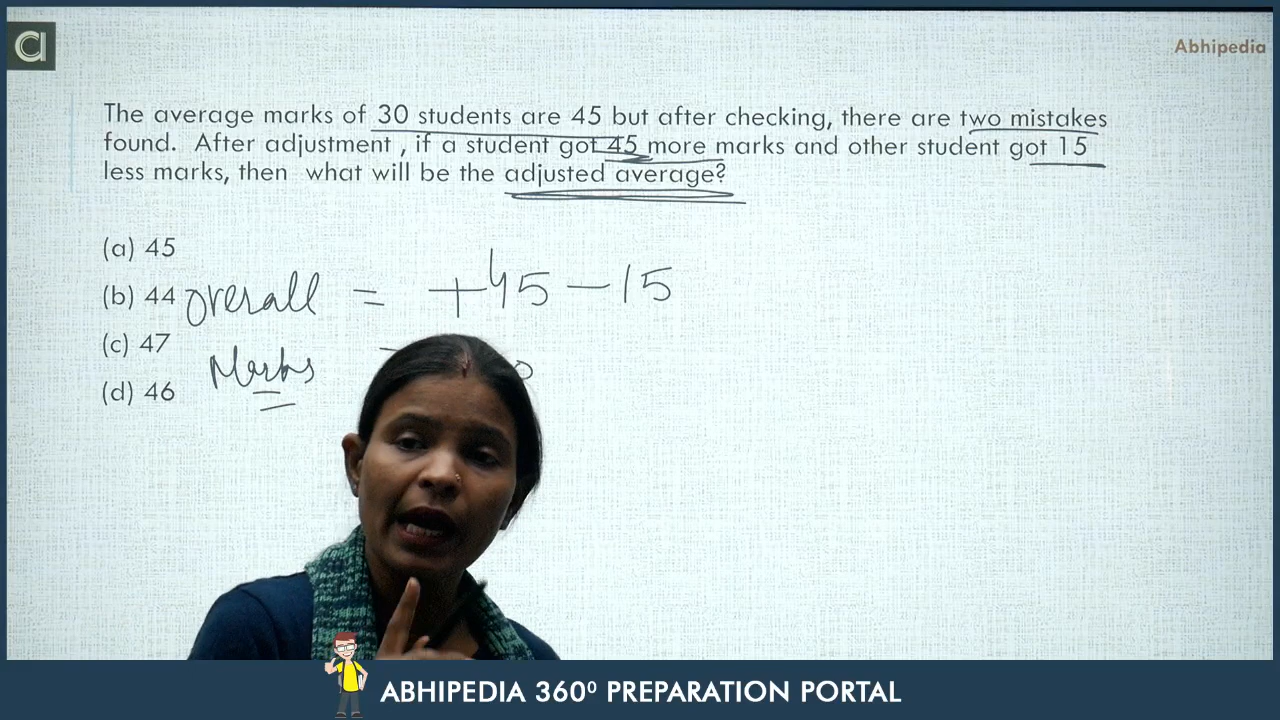 Abhipedia
The average marks of 30 students are 45 but after checking, there are two mistakes
found. After adjustment , if a student got 45 more marks and other student got 15
less marks, then what will be the adjusted average?
(a) 45
(b) 44
overall = +45 - 15
(c) 47
Marks
(d) 46
ABHIPEDIA 360⁰ PREPARATION PORTAL